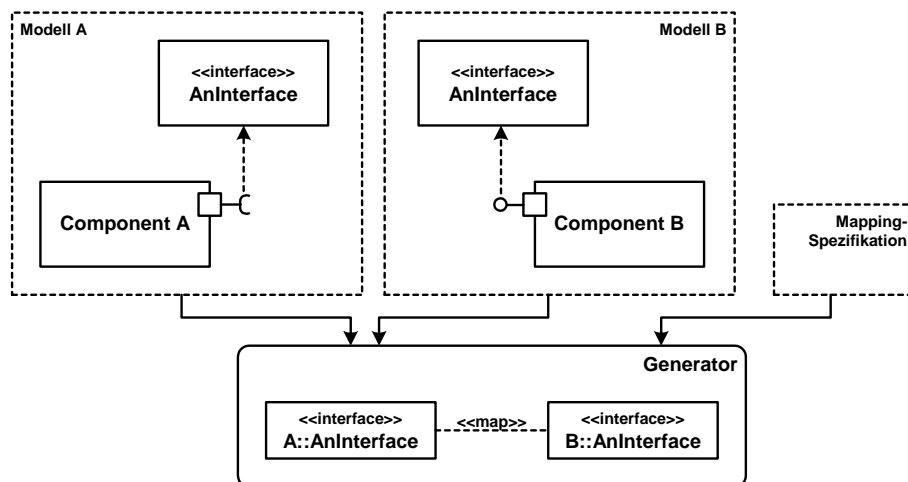 Modell A
<<interface>>
AnInterface
Component A
Modell B
<<interface>>
AnInterface
Component B
Mapping-
Spezifikation
Generator
<<interface>>
A::AnInterface
<<map>>
<<interface>>
B::AnInterface